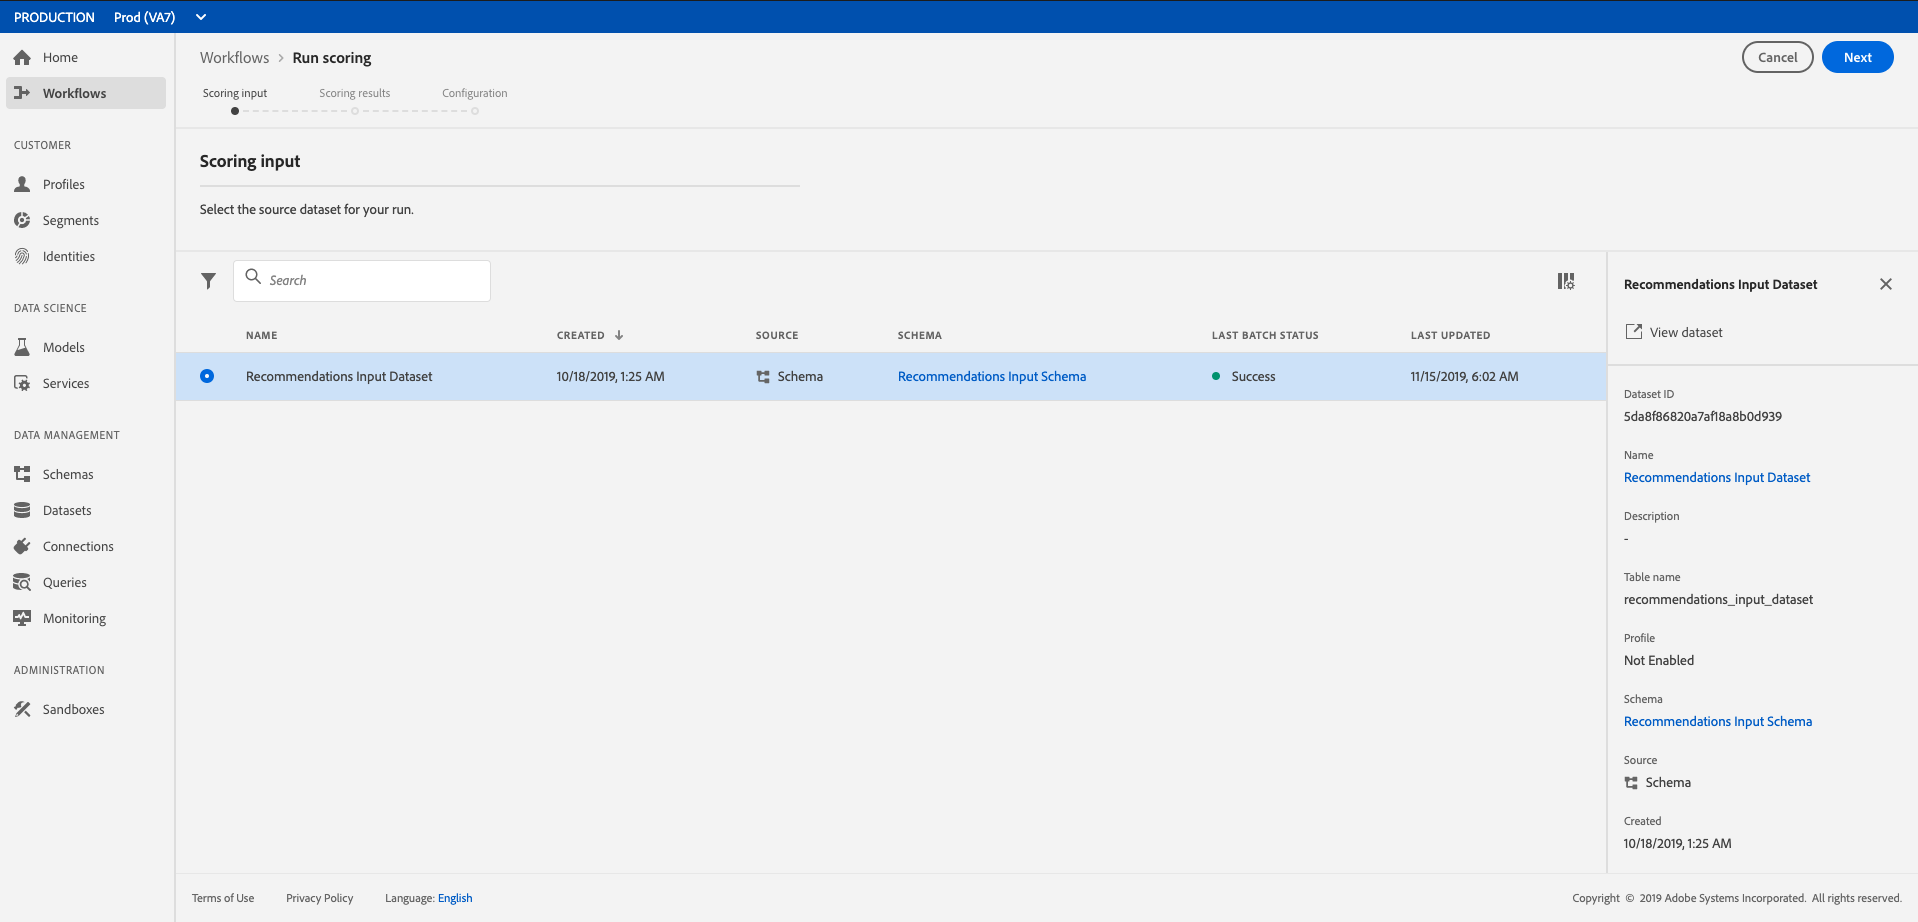 PRODUCTION Prod (VA7)
Home
Workflows
CUSTOMER
Profiles
Segments
Identities
DATA SCIENCE
Models
Services
DATA MANAGEMENT
Schemas
Datasets
Connections
Queries
Monitoring
ADMINISTRATION
Sandboxes
Workflows > Run scoring
Cancel Next
Scoring input Scoring results Configuration
Scoring input
Select the source dataset for your run.
Search
NAME CREATED SOURCE SCHEMA LAST BATCH STATUS LAST UPDATED
Recommendations Input Dataset 10/18/2019, 1:25 AM Schema Recommendations Input Schema Success 11/15/2019, 6:02 AM
Recommendations Input Dataset
View dataset
Dataset ID
5da8f86820a7af18a8b0d939
Name
Recommendations Input Dataset
Description
-
Table name
recommendations_input_dataset
Profile
Not Enabled
Schema
Recommendations Input Schema
Source
Schema
Created
10/18/2019, 1:25 AM
Terms of Use Privacy Policy Language: English
Copyright © 2019 Adobe Systems Incorporated. All rights reserved.